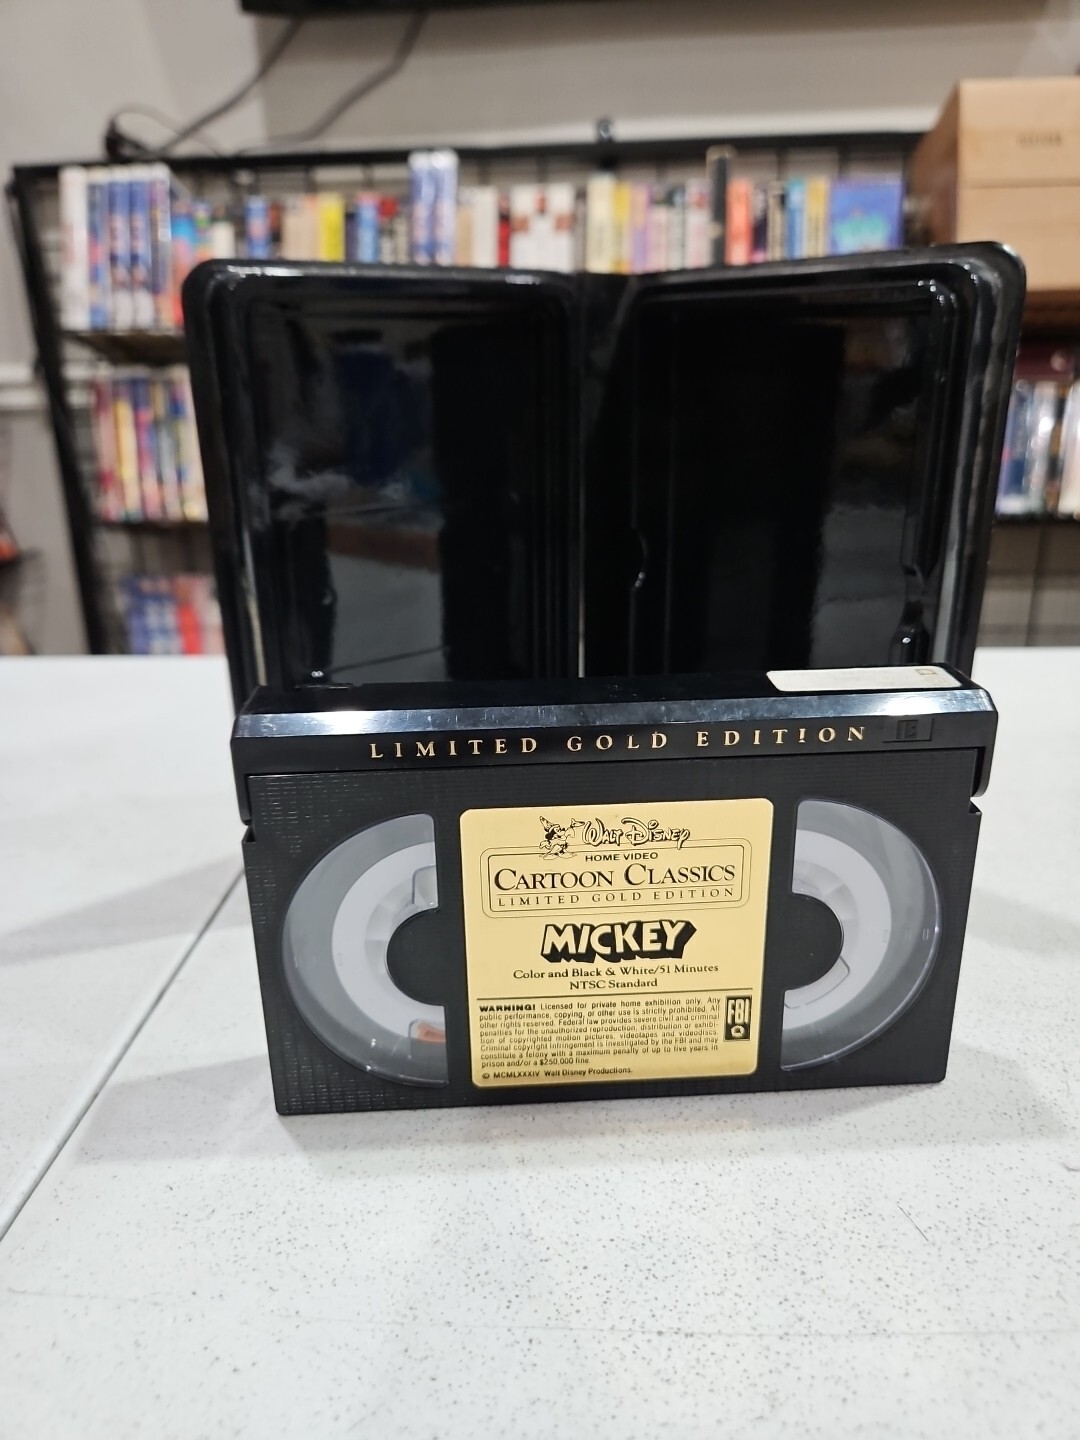 LIMITED GOLD EDITION
WALT DISNEY
HOME VIDEO
CARTOON CLASSICS
LIMITED GOLD EDITION
MICKEY
Color and Black & White/51 Minutes
NTSC Standard
WARNING! Licensed for private home exhibition only. Any
public performance, copying, or other use is strictly prohibited. All
other rights reserved. Federal law provides severe civil and criminal
penalties for the unauthorized reproduction, distribution or exhibi-
tion of copyrighted motion pictures, videotapes and videodiscs.
Criminal copyright infringement is investigated by the FBI and may
constitute a felony with a maximum penalty of up to five years in
prison and/or a $250,000 fine.
FBI
© MCMLXXXIV Walt Disney Productions.